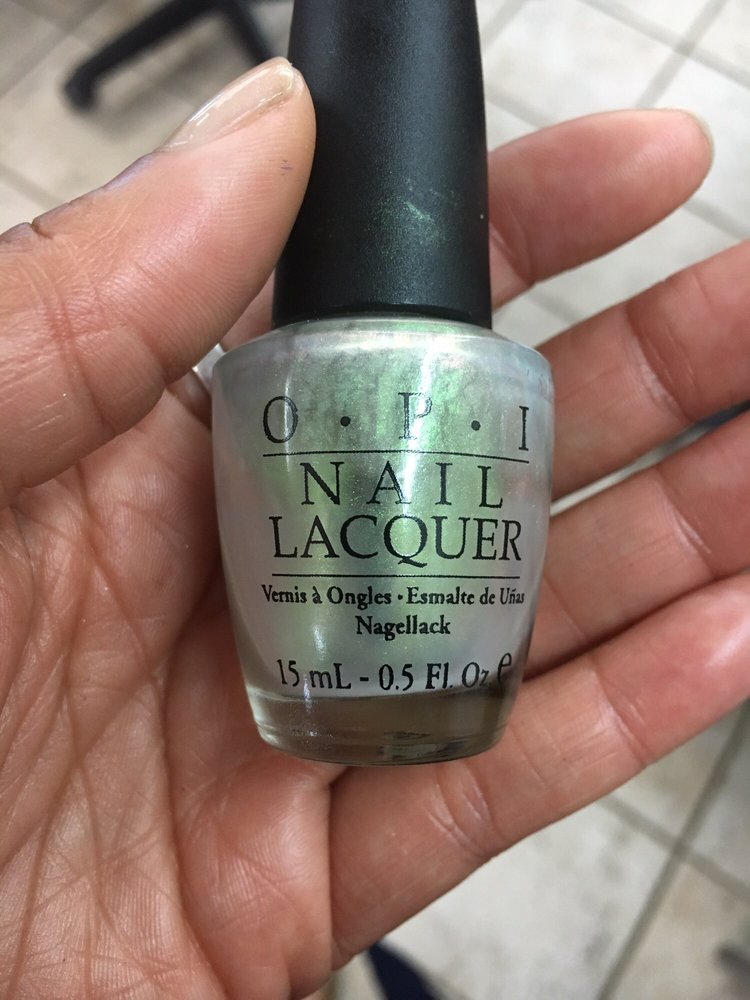 O • P • I
NAIL
LACQUER
Vernis à Ongles • Esmalte de Uñas
Nagellack
15 mL - 0.5 Fl. Oz. e